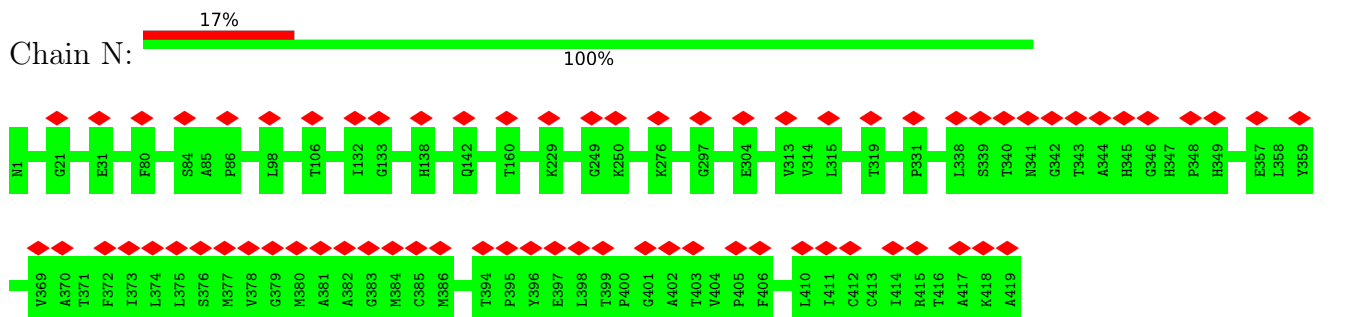 17%
Chain N:
100%
N1 G21 E31 F80 S84 A85 P86 L98 T106 I132 G133 H138 Q142 T160 K229 G249 K250 K276 G297 E304 V313 V314 L315 T319 P331 L338 S339 T340 N341 G342 T343 A344 H345 G346 H347 P348 H349 E357 L358 Y359
V369 A370 T371 F372 I373 L374 L375 S376 M377 V378 G379 M380 A381 A382 G383 M384 C385 M386 T394 P395 Y396 E397 L398 T399 P400 G401 A402 T403 V404 P405 F406 L410 I411 C412 C413 I414 R415 T416 A417 K418 A419